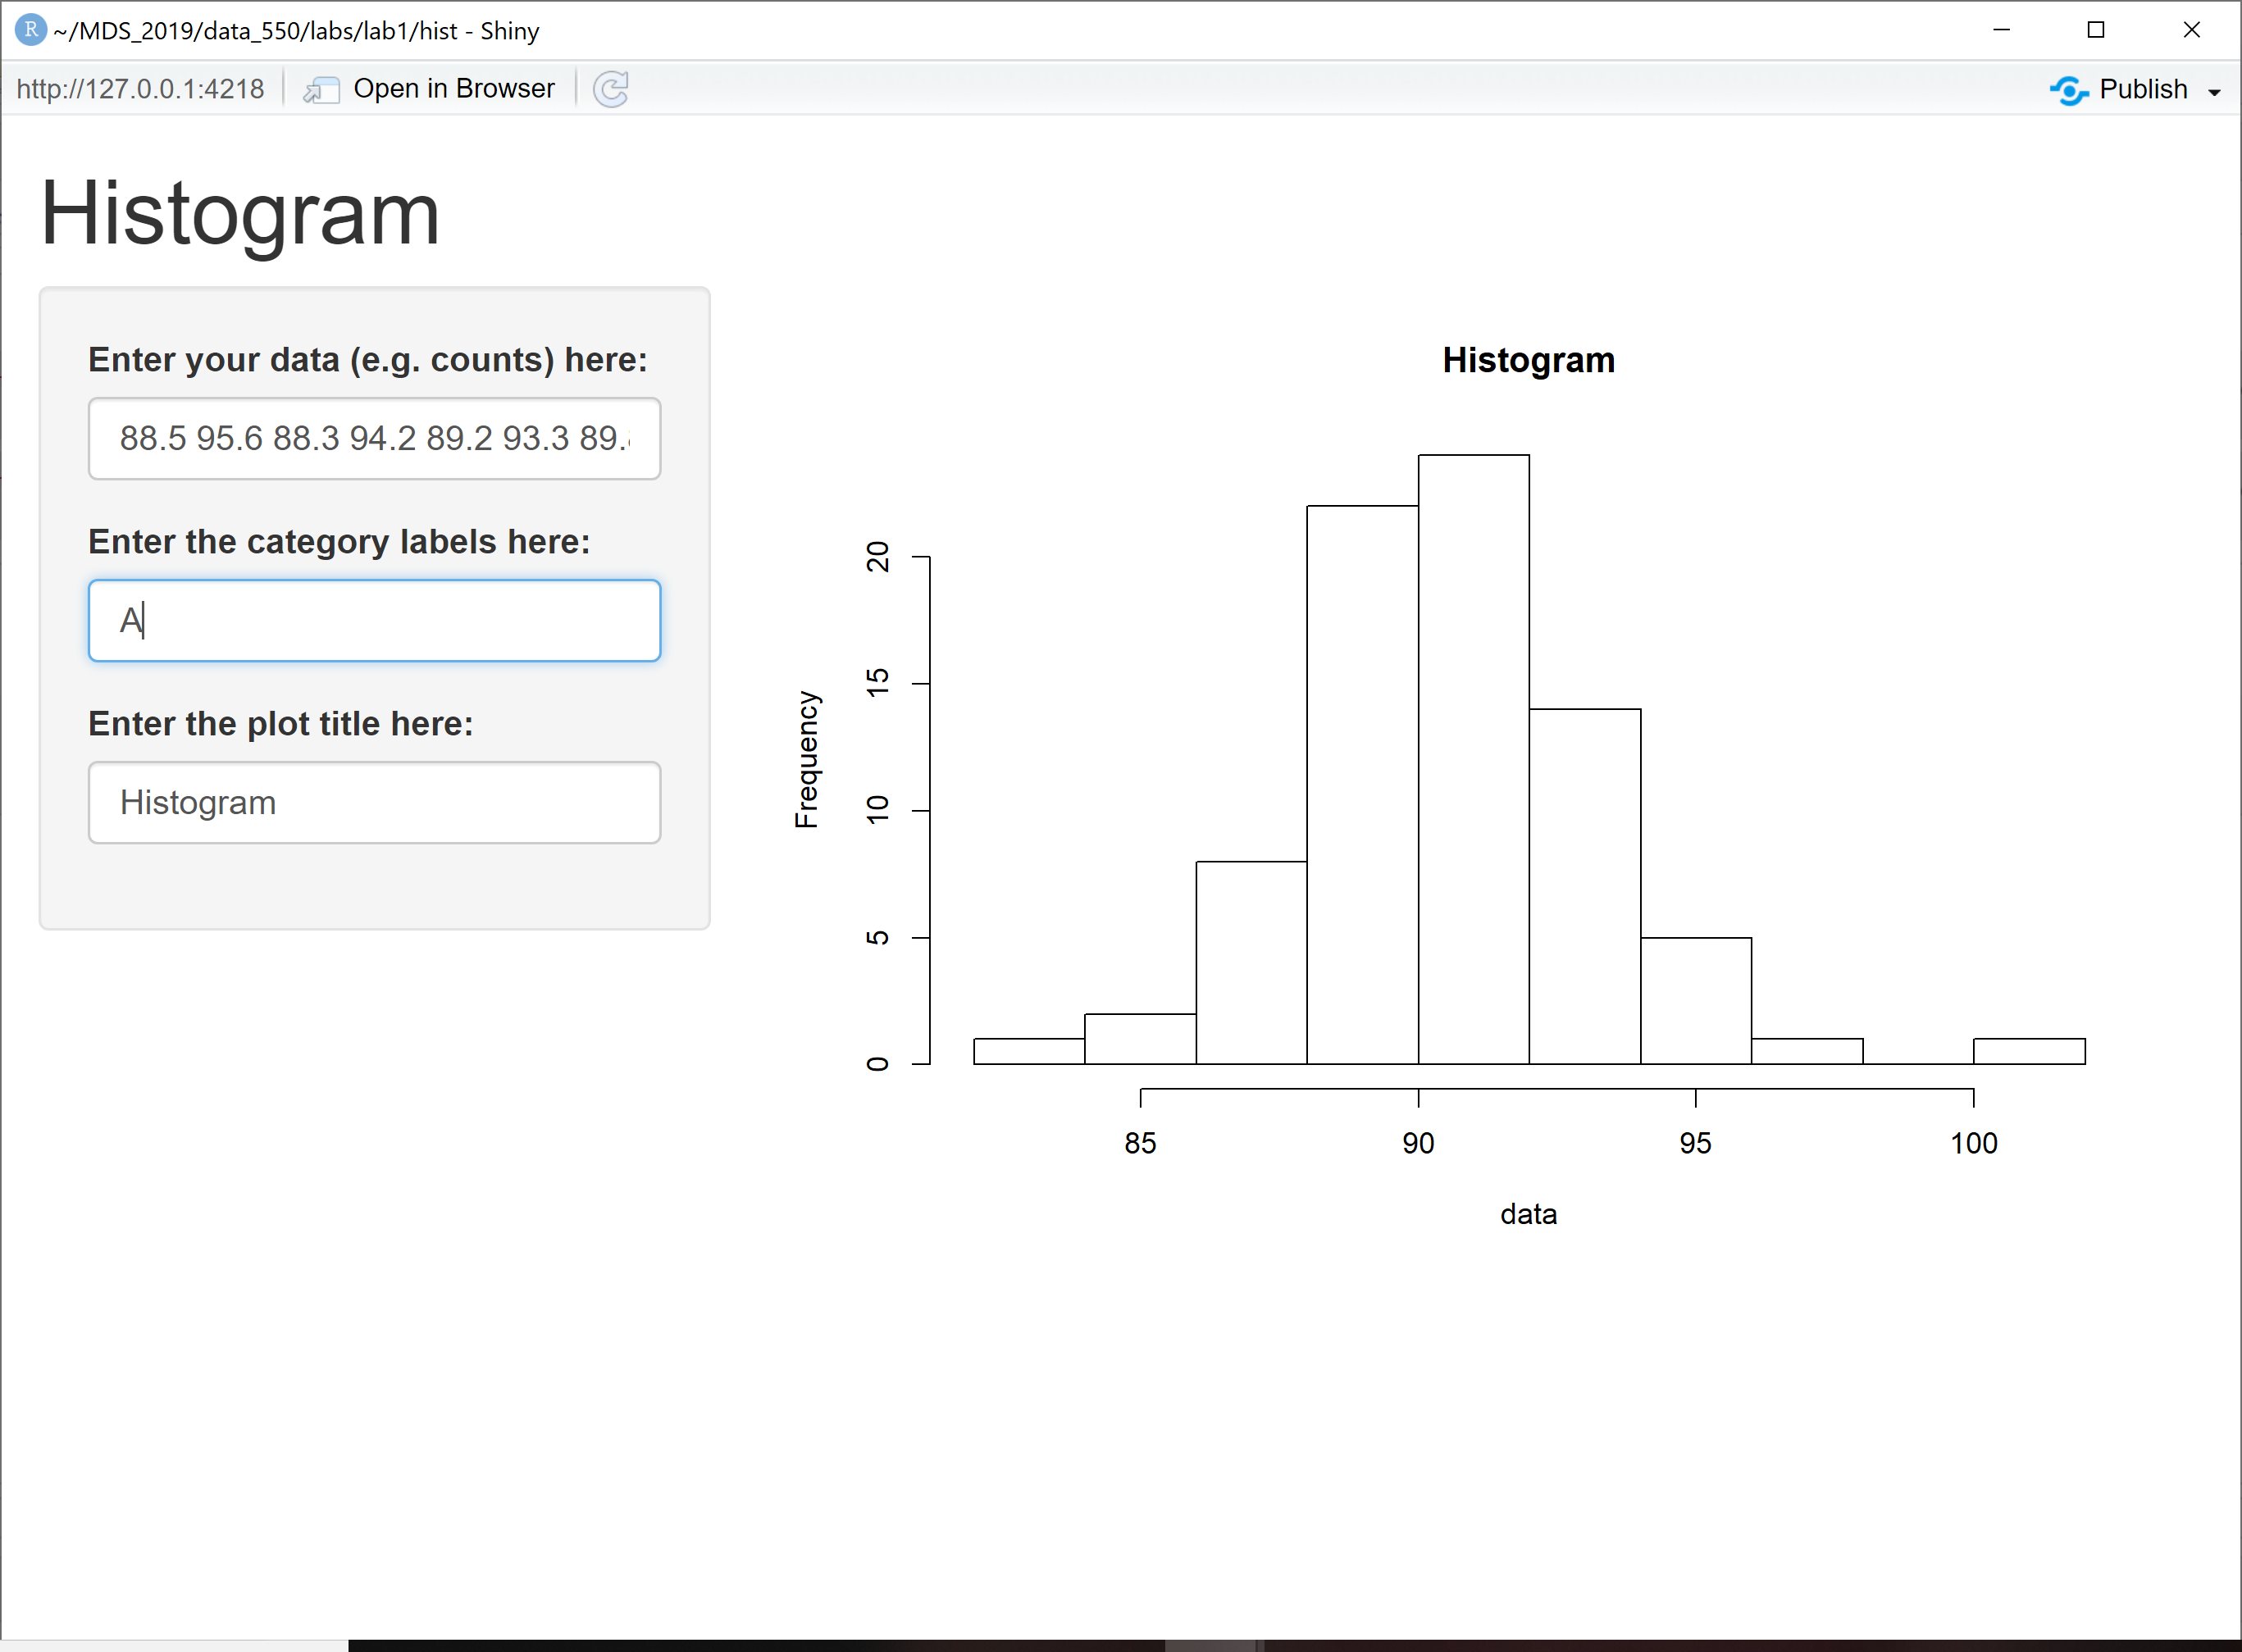 R ~/MDS_2019/data_550/labs/lab1/hist - Shiny
http://127.0.0.1:4218 Open in Browser Publish
Histogram
Enter your data (e.g. counts) here:
88.5 95.6 88.3 94.2 89.2 93.3 89.
Enter the category labels here:
A
Enter the plot title here:
Histogram
Histogram
Frequency
20
15
10
5
0
85 90 95 100
data